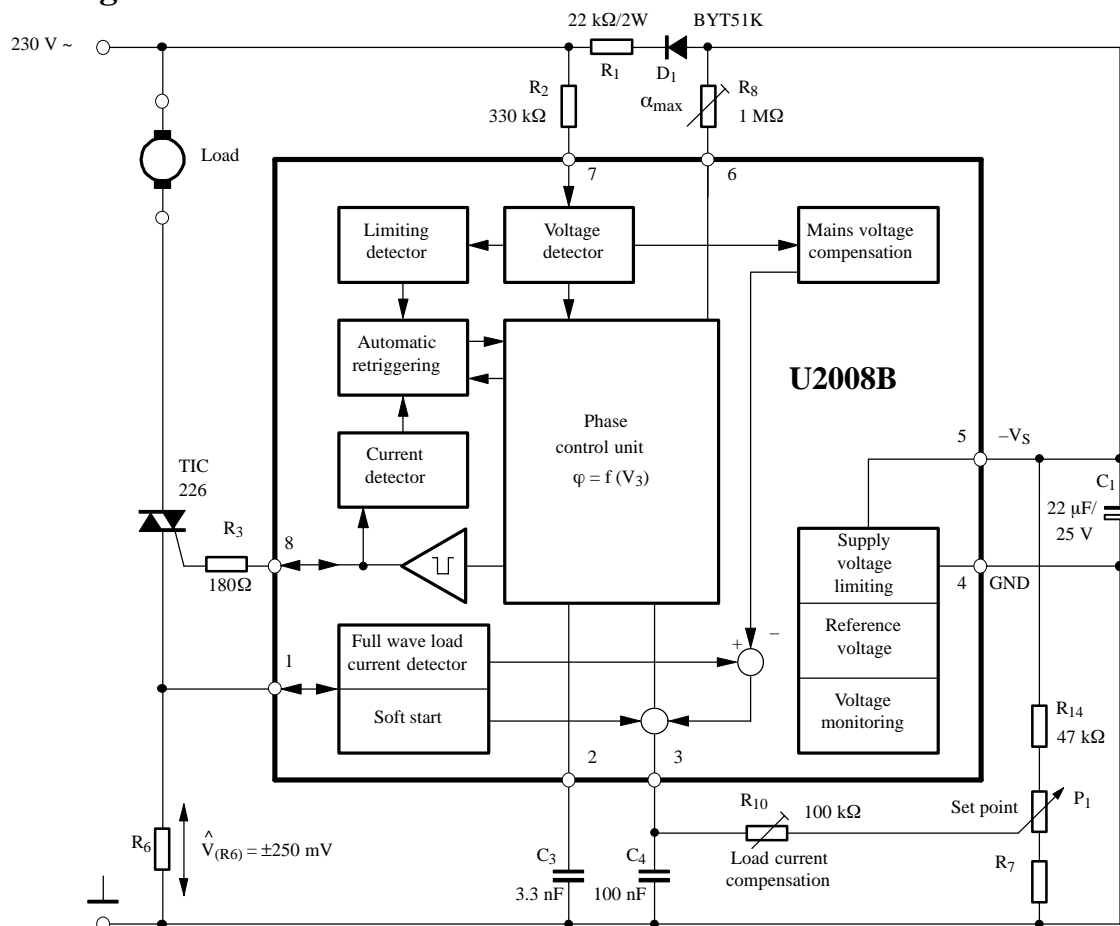 g
22 kΩ/2W
BYT51K
230 V ~
R1
D1
R2
330 kΩ
αmax
R8
1 MΩ
Load
7
6
Limiting
detector
Voltage
detector
Mains voltage
compensation
Automatic
retriggering
U2008B
Phase
control unit
φ = f (V3)
Current
detector
5
–VS
TIC
226
C1
22 μF/
25 V
R3
180Ω
8
Supply
voltage
limiting
4
GND
Full wave load
current detector
+
–
Reference
voltage
1
Soft start
Voltage
monitoring
R14
47 kΩ
2
3
R10
100 kΩ
Set point
P1
R6
^V(R6) = ±250 mV
C3
3.3 nF
C4
100 nF
Load current
compensation
R7